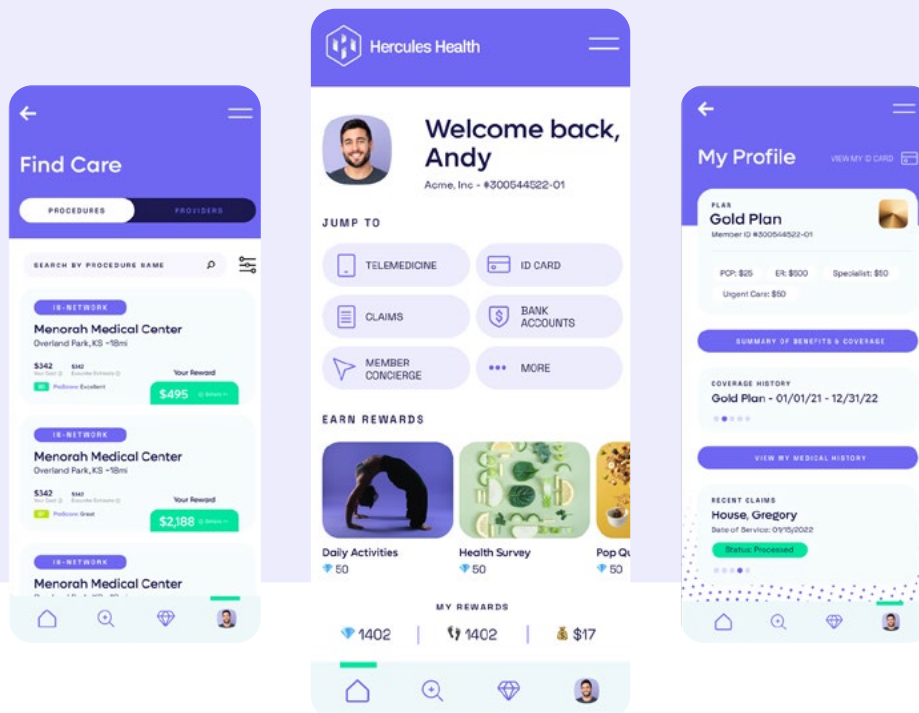 Find Care
PROCEDURES
PROVIDERS
SEARCH BY PROCEDURE NAME
IN-NETWORK
Menorah Medical Center
Overland Park, KS ~18mi
$342
$342
Your Cost
Your Reward
Excellent
$495
IN-NETWORK
Menorah Medical Center
Overland Park, KS ~18mi
$342
$342
Your Cost
Your Reward
Great
$2,188
IN-NETWORK
Menorah Medical Center
Hercules Health
Welcome back,
Andy
Acme, Inc - #300544522-01
JUMP TO
TELEMEDICINE
ID CARD
CLAIMS
BANK
ACCOUNTS
MEMBER
CONCIERGE
MORE
EARN REWARDS
Daily Activities
50
Health Survey
50
Pop Qu
50
MY REWARDS
1402
1402
$17
My Profile
VIEW MY ID CARD
PLAN
Gold Plan
Member ID #300544522-01
PCP: $25
ER: $500
Specialist: $50
Urgent Care: $50
SUMMARY OF BENEFITS & COVERAGE
COVERAGE HISTORY
Gold Plan - 01/01/21 - 12/31/22
VIEW MY MEDICAL HISTORY
RECENT CLAIMS
House, Gregory
Date of Service: 01/15/2022
Status: Processed